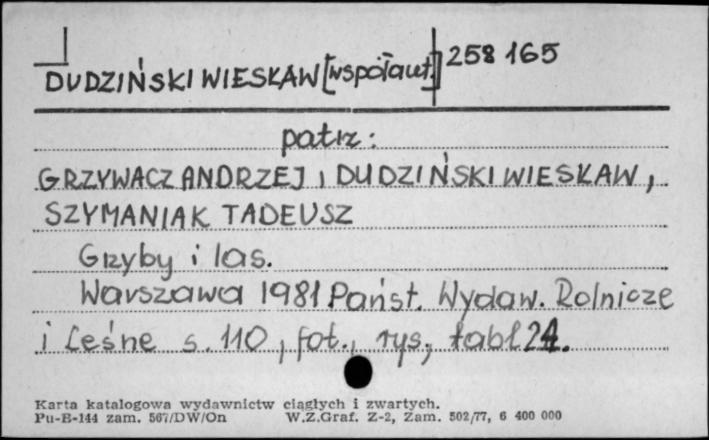 DUDZIŃSKI WIESŁAW [współaut.] 258 165
patrz:
GRZYWACZ ANDRZEJ, DUDZIŃSKI WIESŁAW,
SZYMANIAK TADEUSZ
Grzyby i las.
Warszawa 1981 Państ. Wydaw. Rolnicze
i Leśne s. 110, fot., rys., tabl. 24.
Karta katalogowa wydawnictw ciągłych i zwartych.
Pu-B-144 zam. 567/DW/On W.Z.Graf. Z-2, Zam. 502/77, 6 400 000